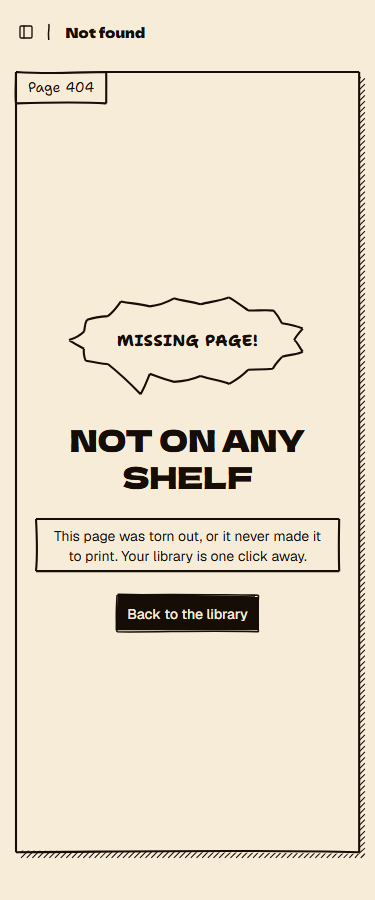 Not found
Page 404
MISSING PAGE!
NOT ON ANY
SHELF
This page was torn out, or it never made it
to print. Your library is one click away.
Back to the library